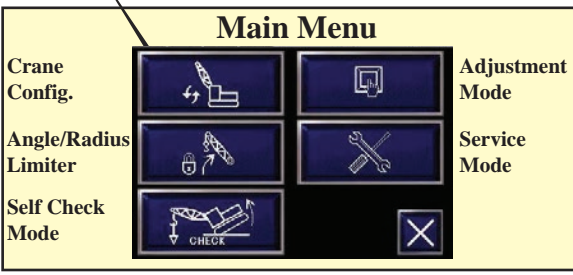 Main Menu
Crane
Config.
Adjustment
Mode
Angle/Radius
Limiter
Service
Mode
Self Check
Mode
CHECK